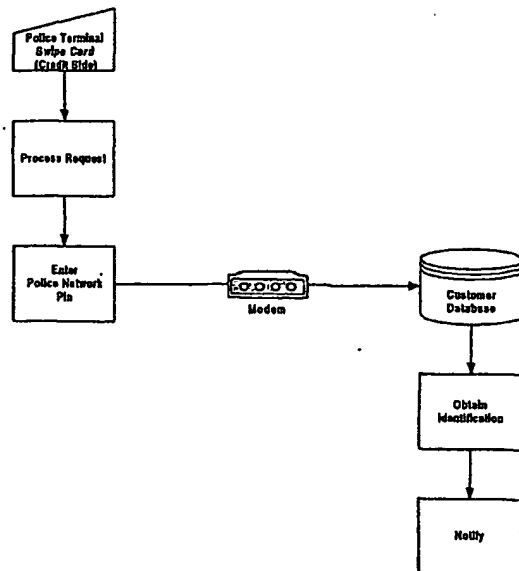 Police Terminal
Swipe Card
(Credit Side)
Process Request
Enter
Police Network
Pin
Modem
Customer
Database
Obtain
Identification
Notify